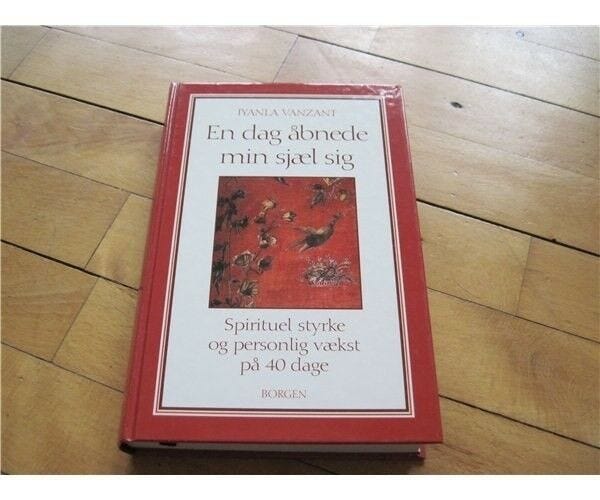 IYANLA VANZANT
En dag åbnede
min sjæl sig
Spirituel styrke
og personlig vækst
på 40 dage
BORGEN